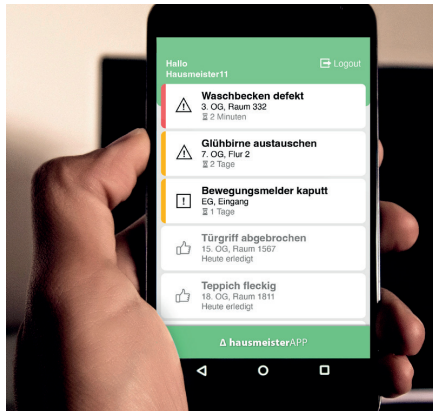 Hallo
Hausmeister11
Logout
Waschbecken defekt
3. OG, Raum 332
2 Minuten
Glühbirne austauschen
7. OG, Flur 2
2 Tage
Bewegungsmelder kaputt
EG, Eingang
1 Tage
Türgriff abgebrochen
15. OG, Raum 1567
Heute erledigt
Teppich fleckig
18. OG, Raum 1811
Heute erledigt
hausmeisterAPP